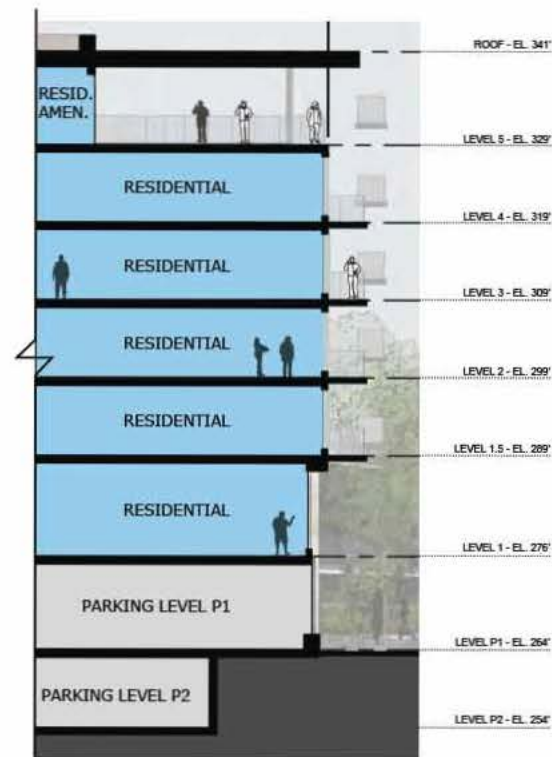 ROOF - EL. 341'
RESID.
AMEN.
LEVEL 5 - EL. 329'
RESIDENTIAL
LEVEL 4 - EL. 319'
RESIDENTIAL
LEVEL 3 - EL. 309'
RESIDENTIAL
LEVEL 2 - EL. 299'
RESIDENTIAL
LEVEL 1.5 - EL. 289'
RESIDENTIAL
LEVEL 1 - EL. 276'
PARKING LEVEL P1
LEVEL P1 - EL. 264'
PARKING LEVEL P2
LEVEL P2 - EL. 254'